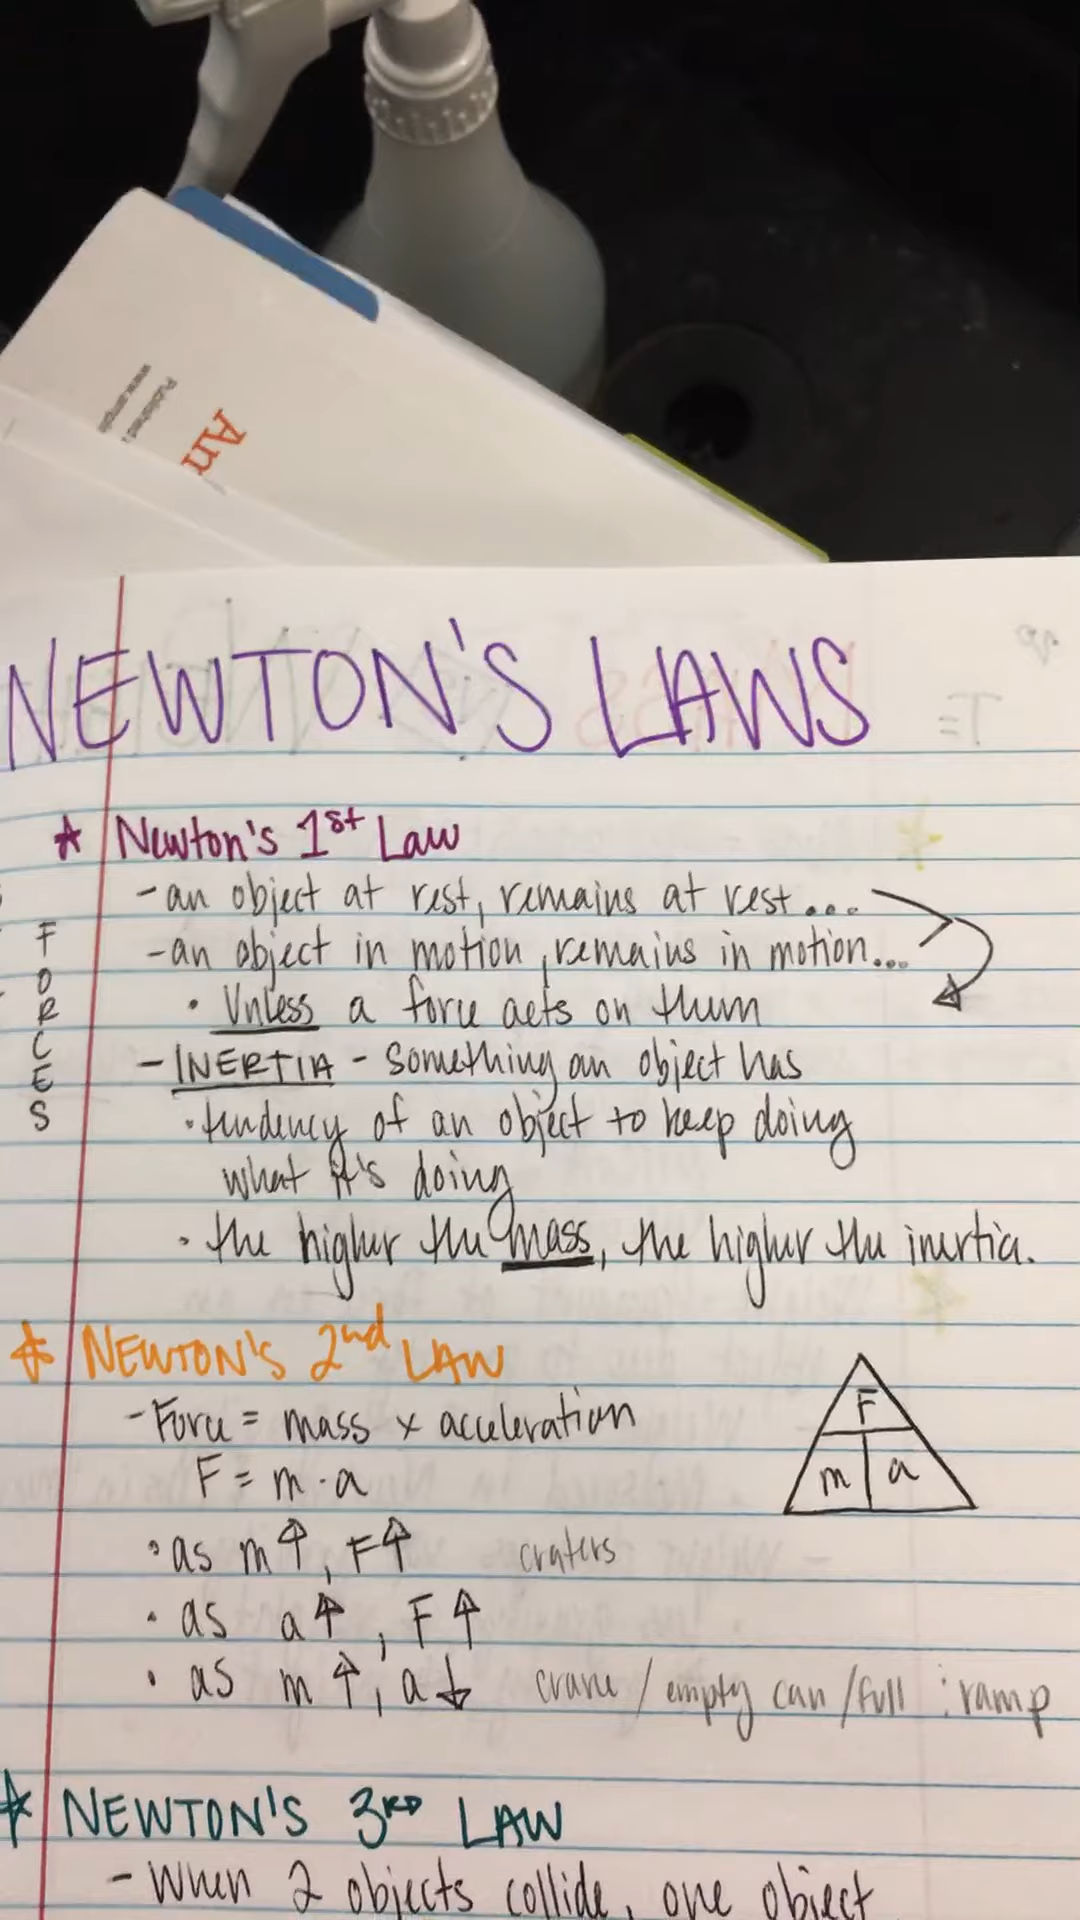 An
NEWTON'S LAWS
T=
★ Newton's 1st Law
- an object at rest, remains at rest...
- an object in motion, remains in motion...
• Unless a force acts on them
- INERTIA - something an object has
• tendency of an object to keep doing
what it's doing
• the higher the mass, the higher the inertia.
FORCES
★ NEWTON'S 2nd LAW
- Force = mass x acceleration
F = m · a
F
m a
• as m↑, F↑ craters
• as a↑, F↑
• as m↑, a↓ crane / empty can / full : ramp
★ NEWTON'S 3RD LAW
- When 2 objects collide, one object